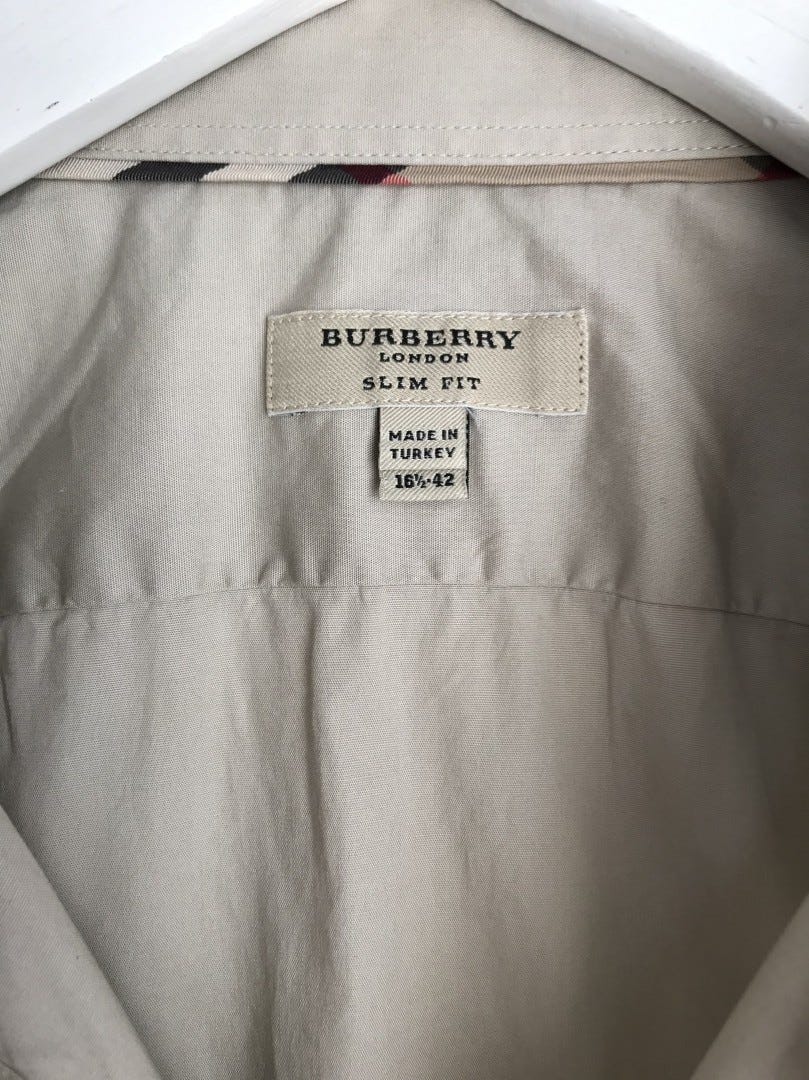 BURBERRY
LONDON
SLIM FIT
MADE IN
TURKEY
16½·42